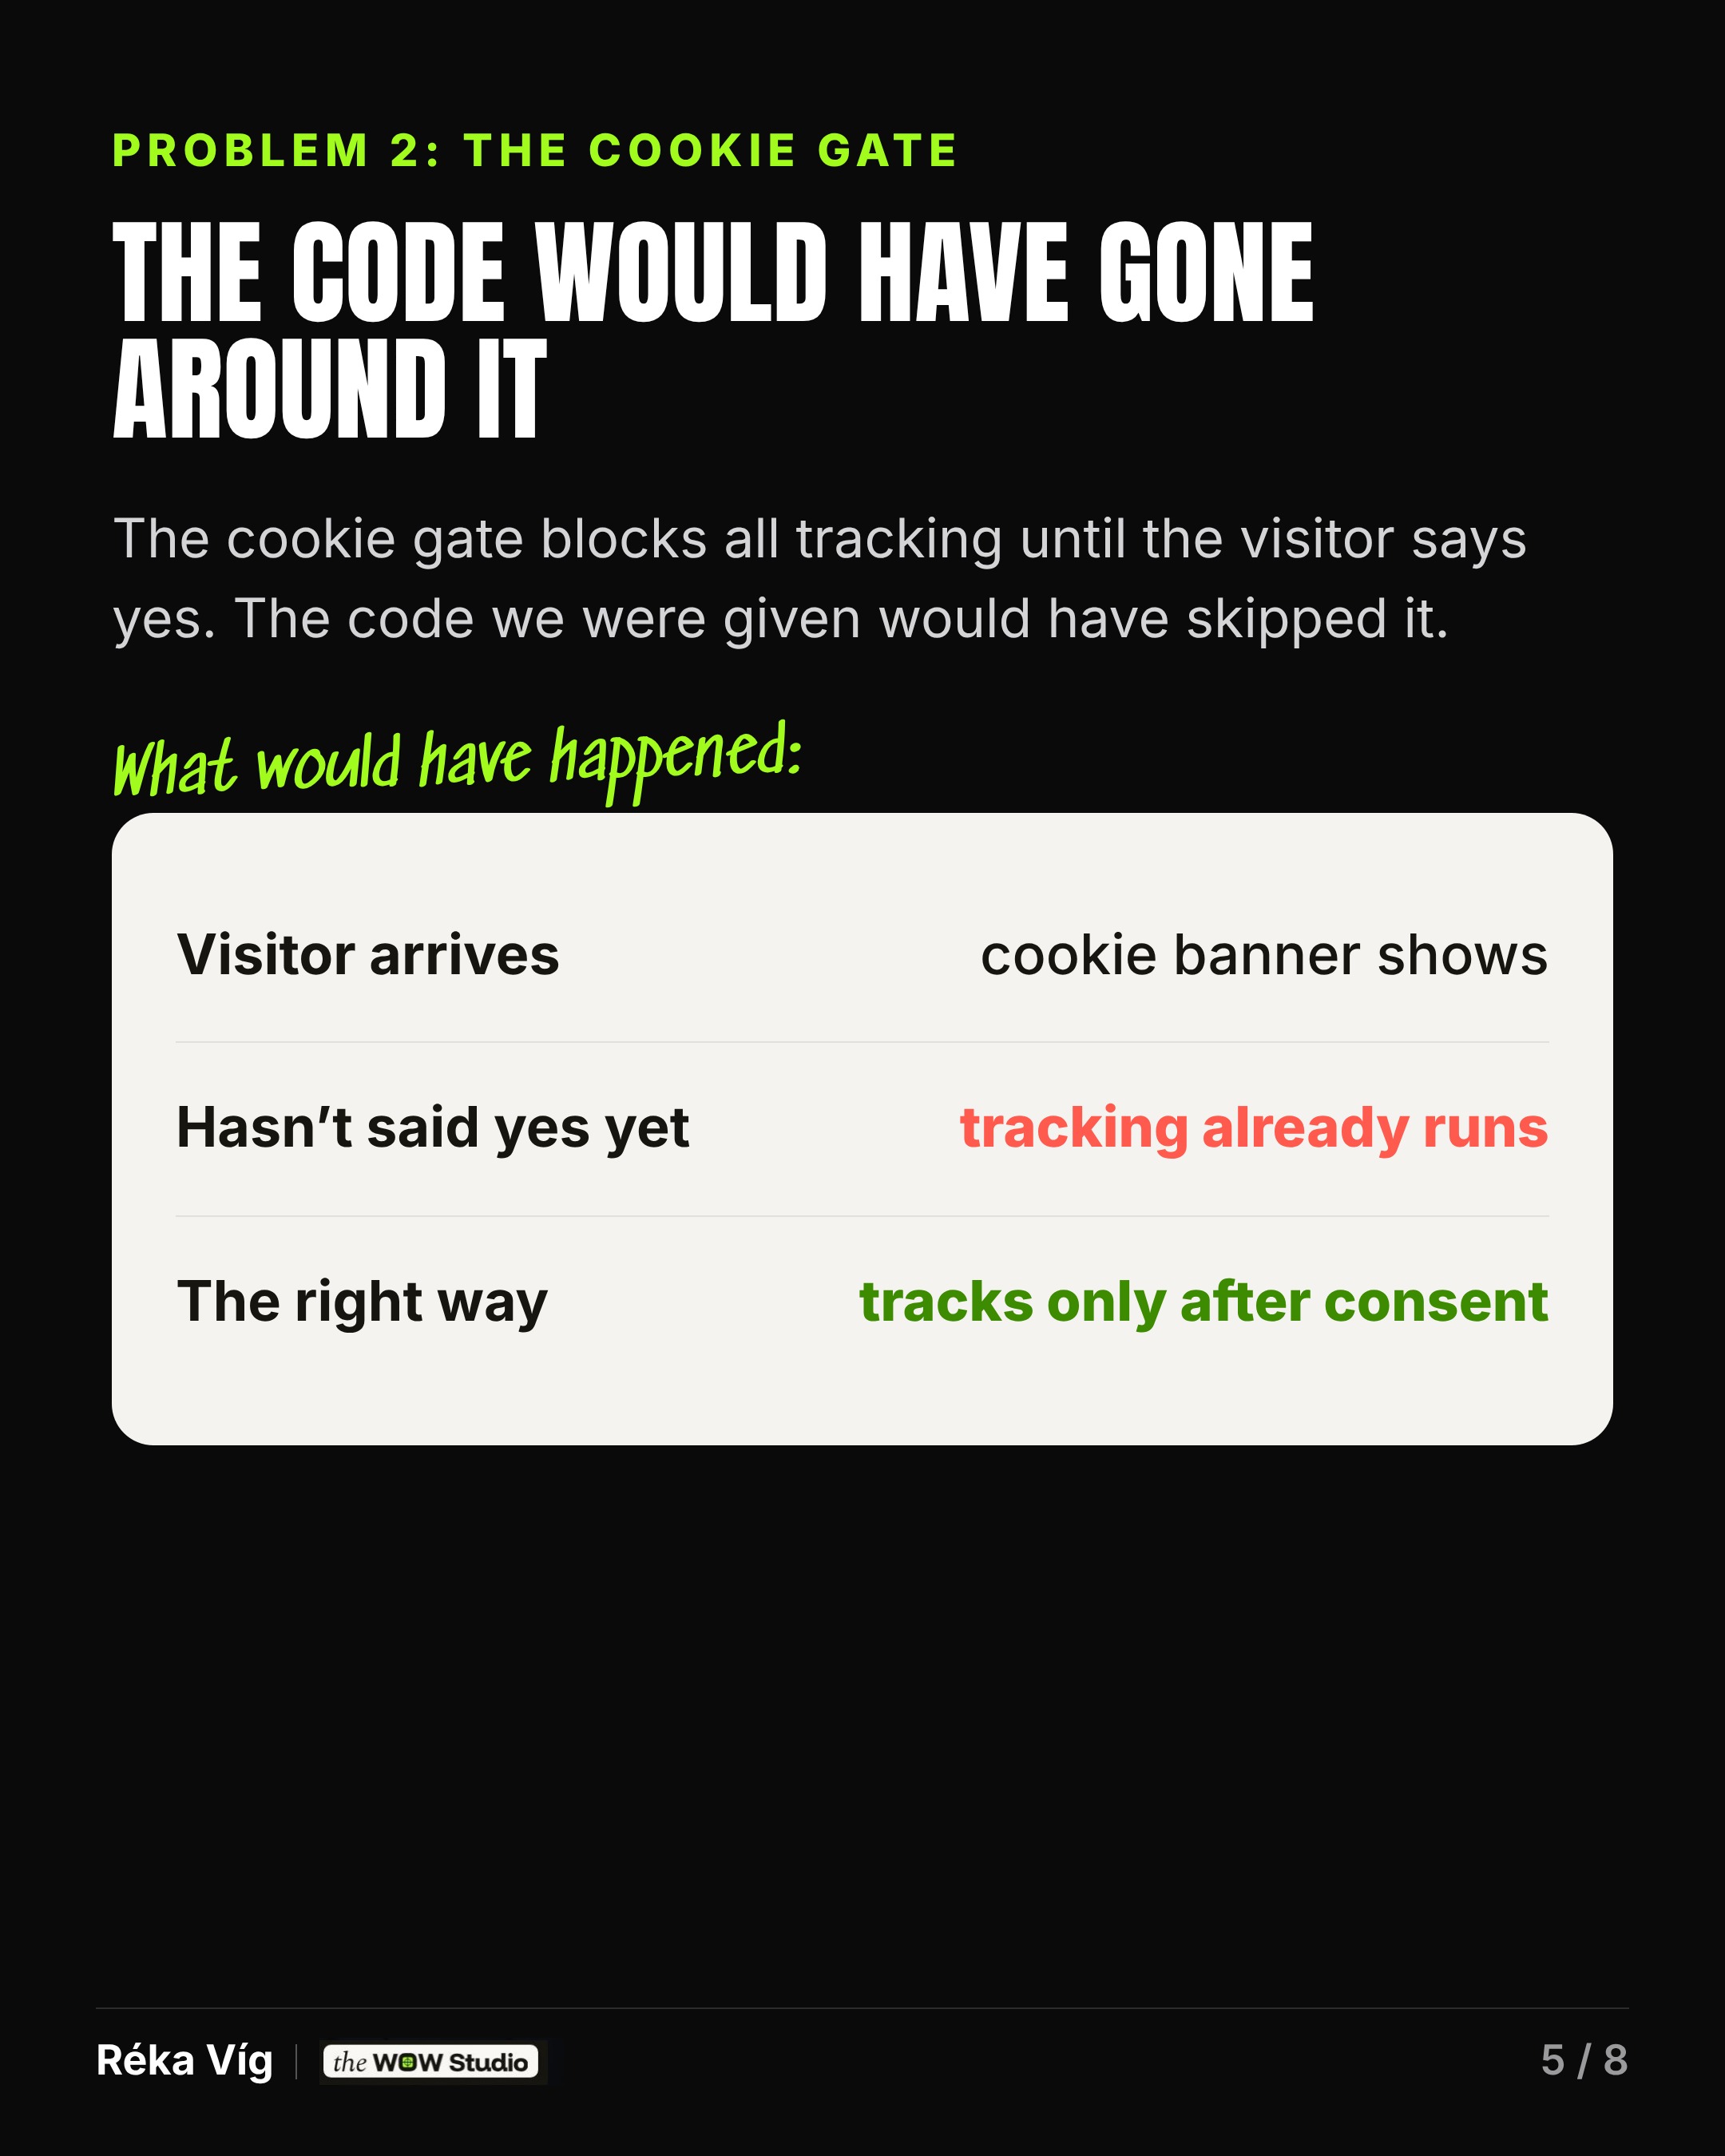 PROBLEM 2: THE COOKIE GATE
THE CODE WOULD HAVE GONE
AROUND IT
The cookie gate blocks all tracking until the visitor says
yes. The code we were given would have skipped it.
What would have happened:
Visitor arrives cookie banner shows
Hasn’t said yes yet tracking already runs
The right way tracks only after consent
Réka Víg the WOW Studio 5 / 8